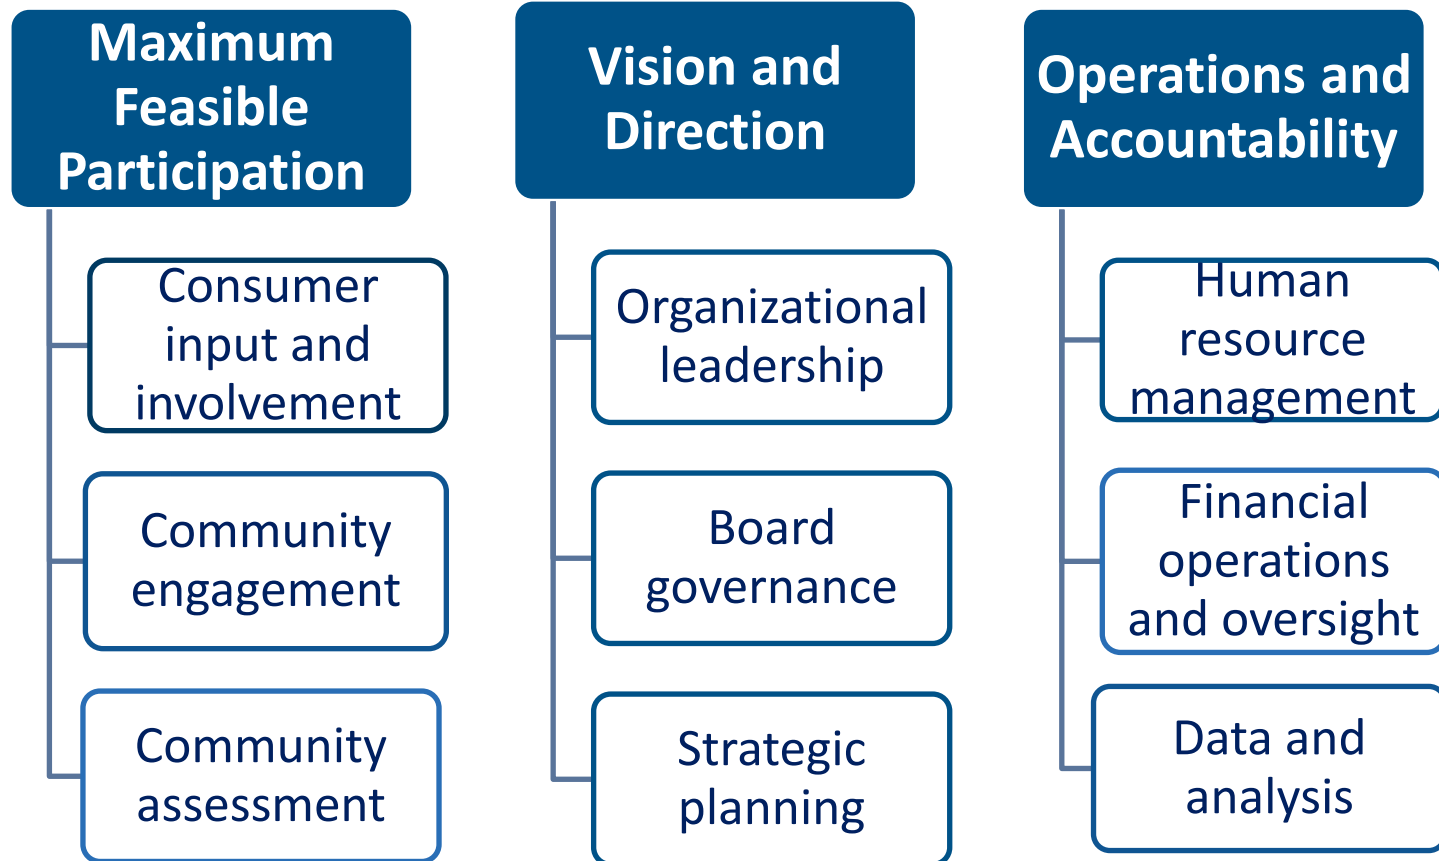 Maximum
Feasible
Participation
Consumer
input and
involvement
Community
engagement
Community
assessment
Vision and
Direction
Organizational
leadership
Board
governance
Strategic
planning
Operations and
Accountability
Human
resource
management
Financial
operations
and oversight
Data and
analysis